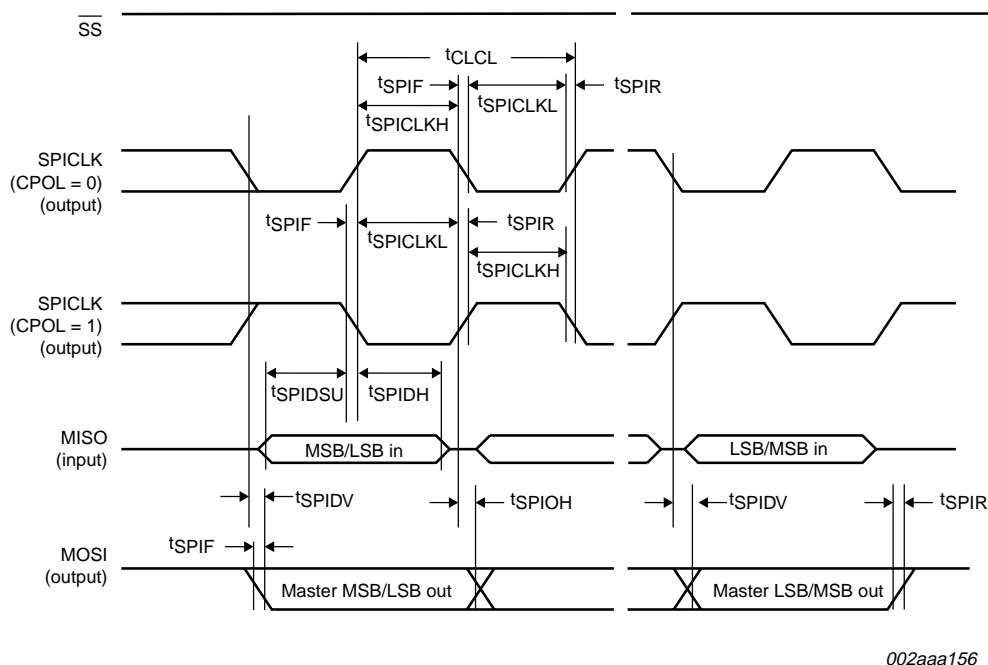 SS
tCLCL
tSPIF
tSPIR
tSPICLKH
tSPICLKL
SPICLK
(CPOL = 0)
(output)
tSPIF
tSPIR
tSPICLKL
tSPICLKH
SPICLK
(CPOL = 1)
(output)
tSPIDSU
tSPIDH
MISO
(input)
MSB/LSB in
LSB/MSB in
tSPIDV
tSPIOH
tSPIDV
tSPIR
tSPIF
MOSI
(output)
Master MSB/LSB out
Master LSB/MSB out
002aaa156